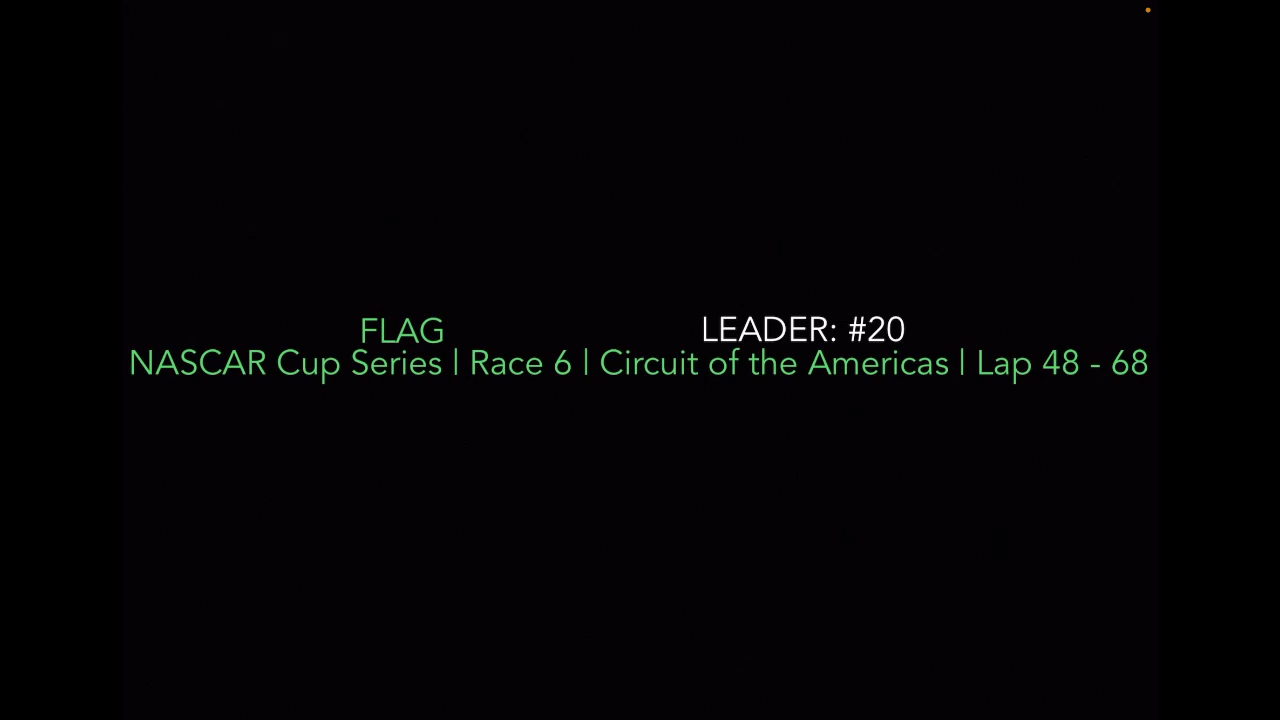 FLAG LEADER: #20
NASCAR Cup Series | Race 6 | Circuit of the Americas | Lap 48 - 68